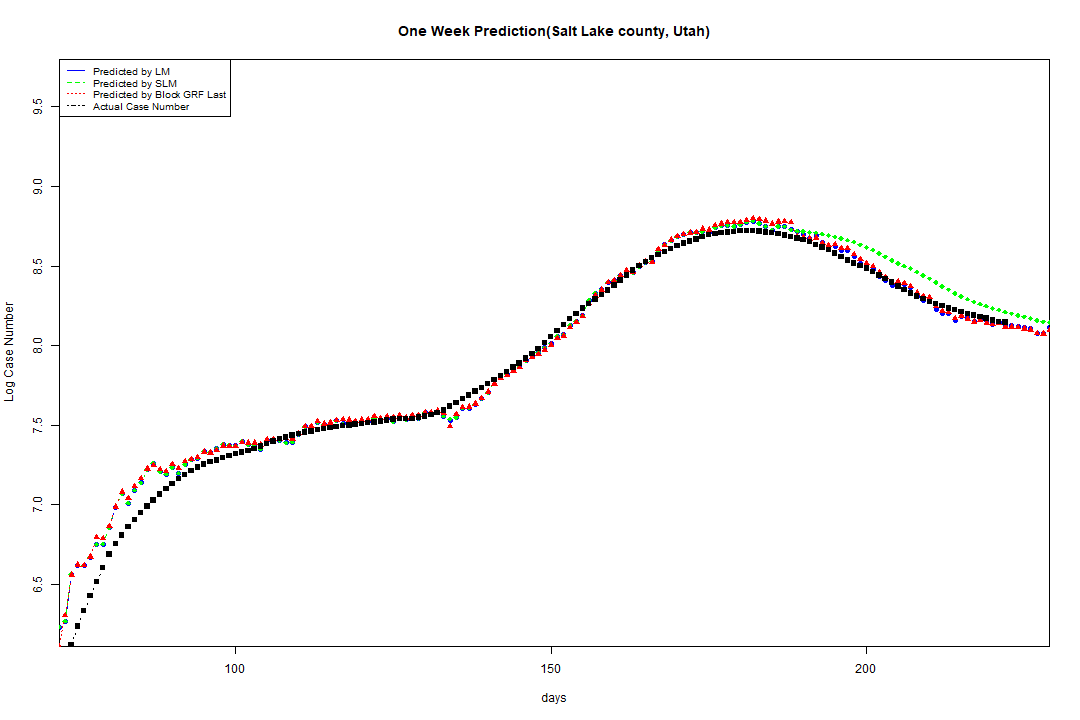 One Week Prediction(Salt Lake county, Utah)
Predicted by LM
Predicted by SLM
Predicted by Block GRF Last
Actual Case Number
9.5
9.0
8.5
8.0
7.5
7.0
6.5
Log Case Number
100 150 200
days